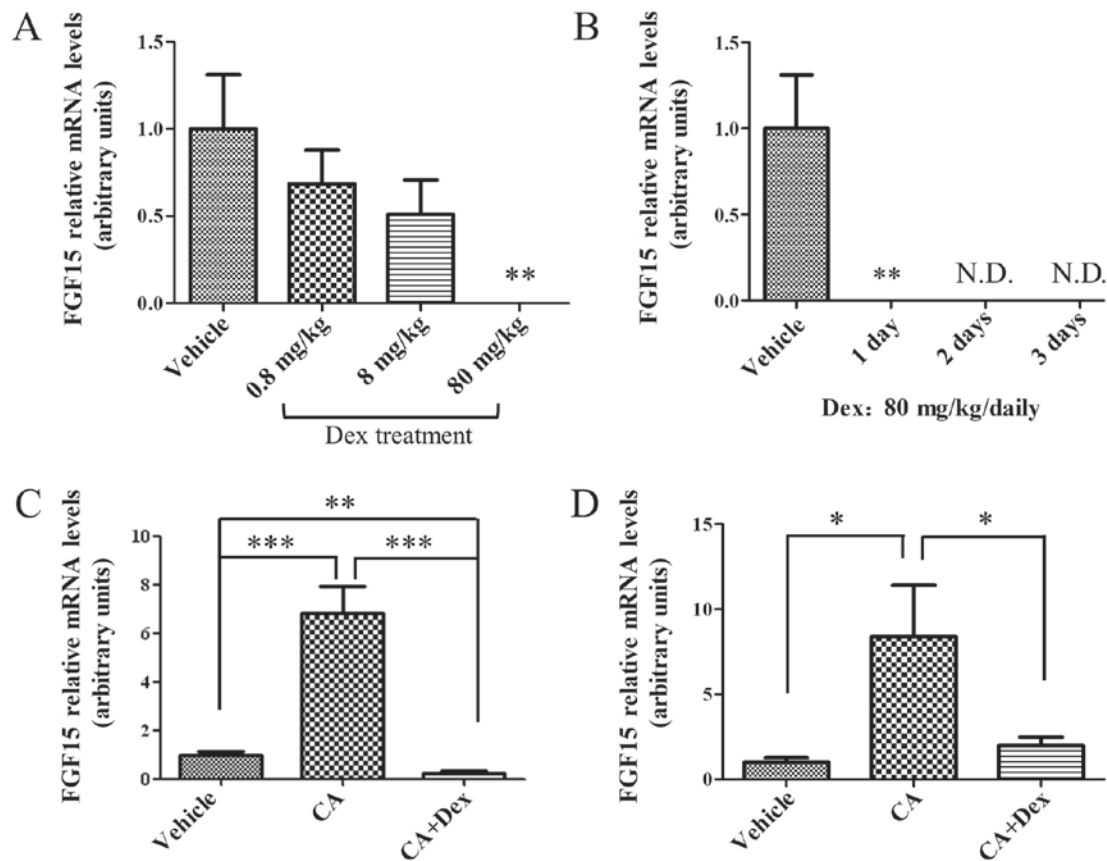 A
FGF15 relative mRNA levels
(arbitrary units)
1.5
1.0
0.5
0.0
**
Vehicle
0.8 mg/kg
8 mg/kg
80 mg/kg
Dex treatment
B
FGF15 relative mRNA levels
(arbitrary units)
1.5
1.0
0.5
0.0
**
N.D.
N.D.
Vehicle
1 day
2 days
3 days
Dex: 80 mg/kg/daily
C
FGF15 relative mRNA levels
(arbitrary units)
10
8
6
4
2
0
**
***
***
Vehicle
CA
CA+Dex
D
FGF15 relative mRNA levels
(arbitrary units)
15
10
5
0
*
*
Vehicle
CA
CA+Dex